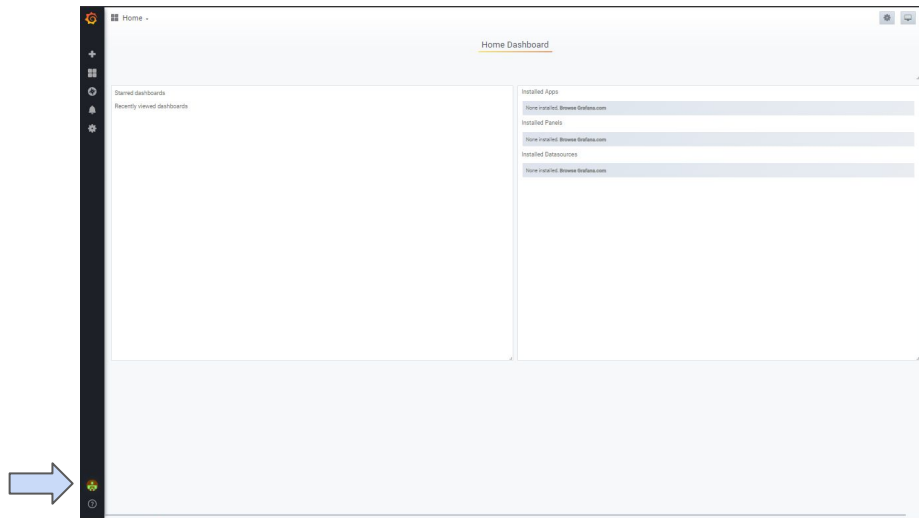 Home
Home Dashboard
Starred dashboards
Recently viewed dashboards
Installed Apps
None installed. Browse Grafana.com
Installed Panels
None installed. Browse Grafana.com
Installed Datasources
None installed. Browse Grafana.com